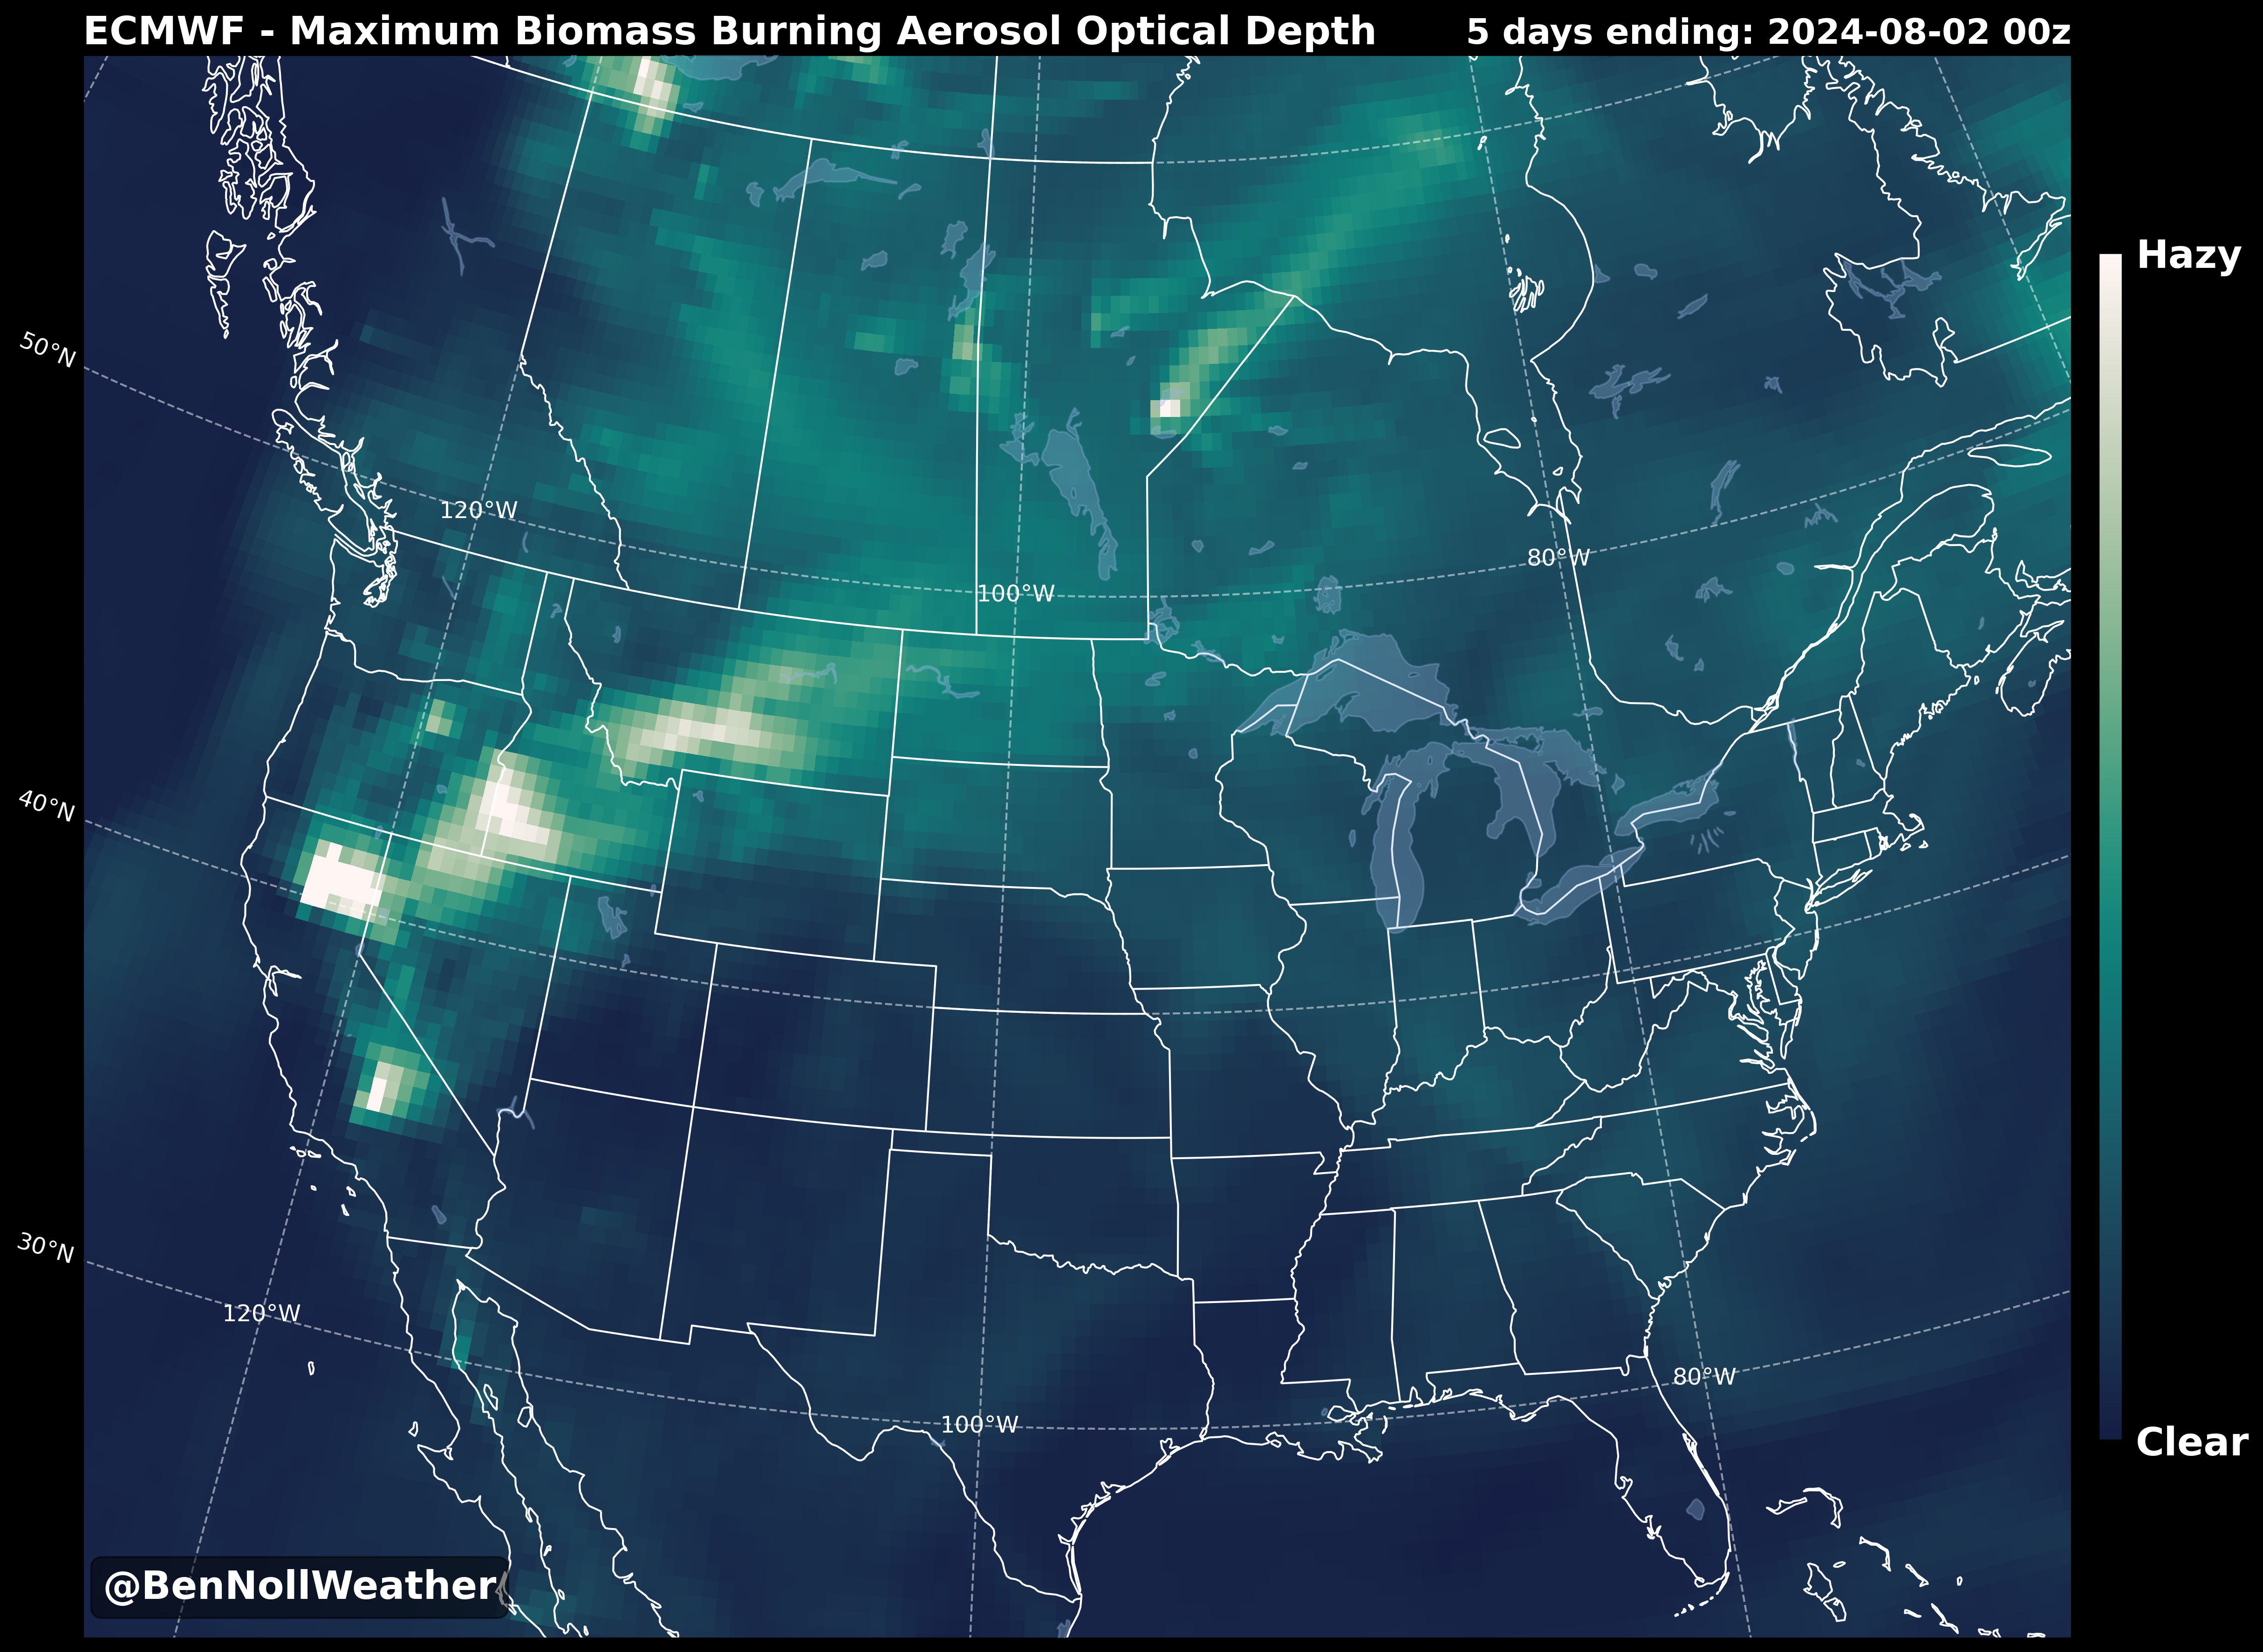 ECMWF - Maximum Biomass Burning Aerosol Optical Depth 5 days ending: 2024-08-02 00z
Hazy
50°N
120°W
80°W
100°W
40°N
30°N
120°W
80°W
100°W
Clear
@BenNollWeather